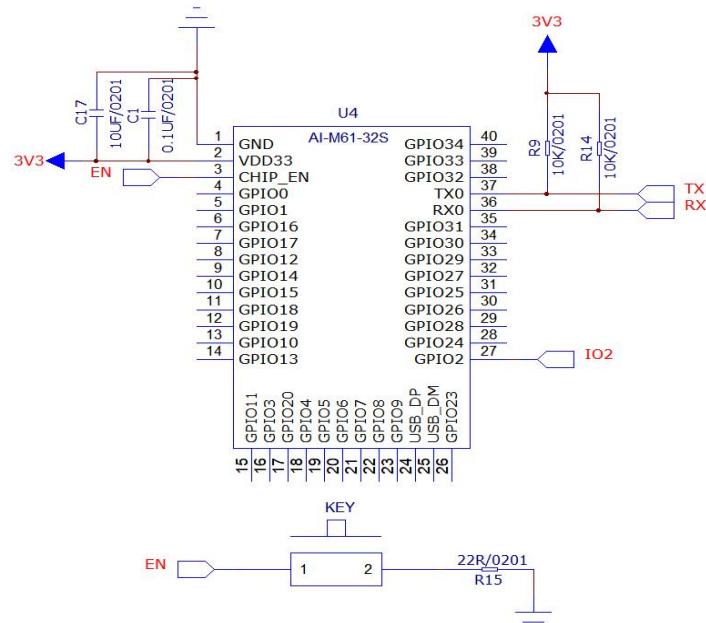 3V3
C17
10UF/0201
C1
0.1UF/0201
3V3
EN
U4
AI-M61-32S
1 GND
2 VDD33
3 CHIP_EN
4 GPIO0
5 GPIO1
6 GPIO16
7 GPIO17
8 GPIO12
9 GPIO14
10 GPIO15
11 GPIO18
12 GPIO19
13 GPIO10
14 GPIO13
GPIO34 40
GPIO33 39
GPIO32 38
TX0 37
RX0 36
GPIO31 35
GPIO30 34
GPIO29 33
GPIO27 32
GPIO25 31
GPIO26 30
GPIO28 29
GPIO24 28
GPIO2 27
R9
10K/0201
R14
10K/0201
TX
RX
IO2
GPIO11 15
GPIO3 16
GPIO20 17
GPIO4 18
GPIO5 19
GPIO6 20
GPIO7 21
GPIO8 22
GPIO9 23
USB_DP 24
USB_DM 25
GPIO23 26
KEY
EN
1 2
22R/0201
R15